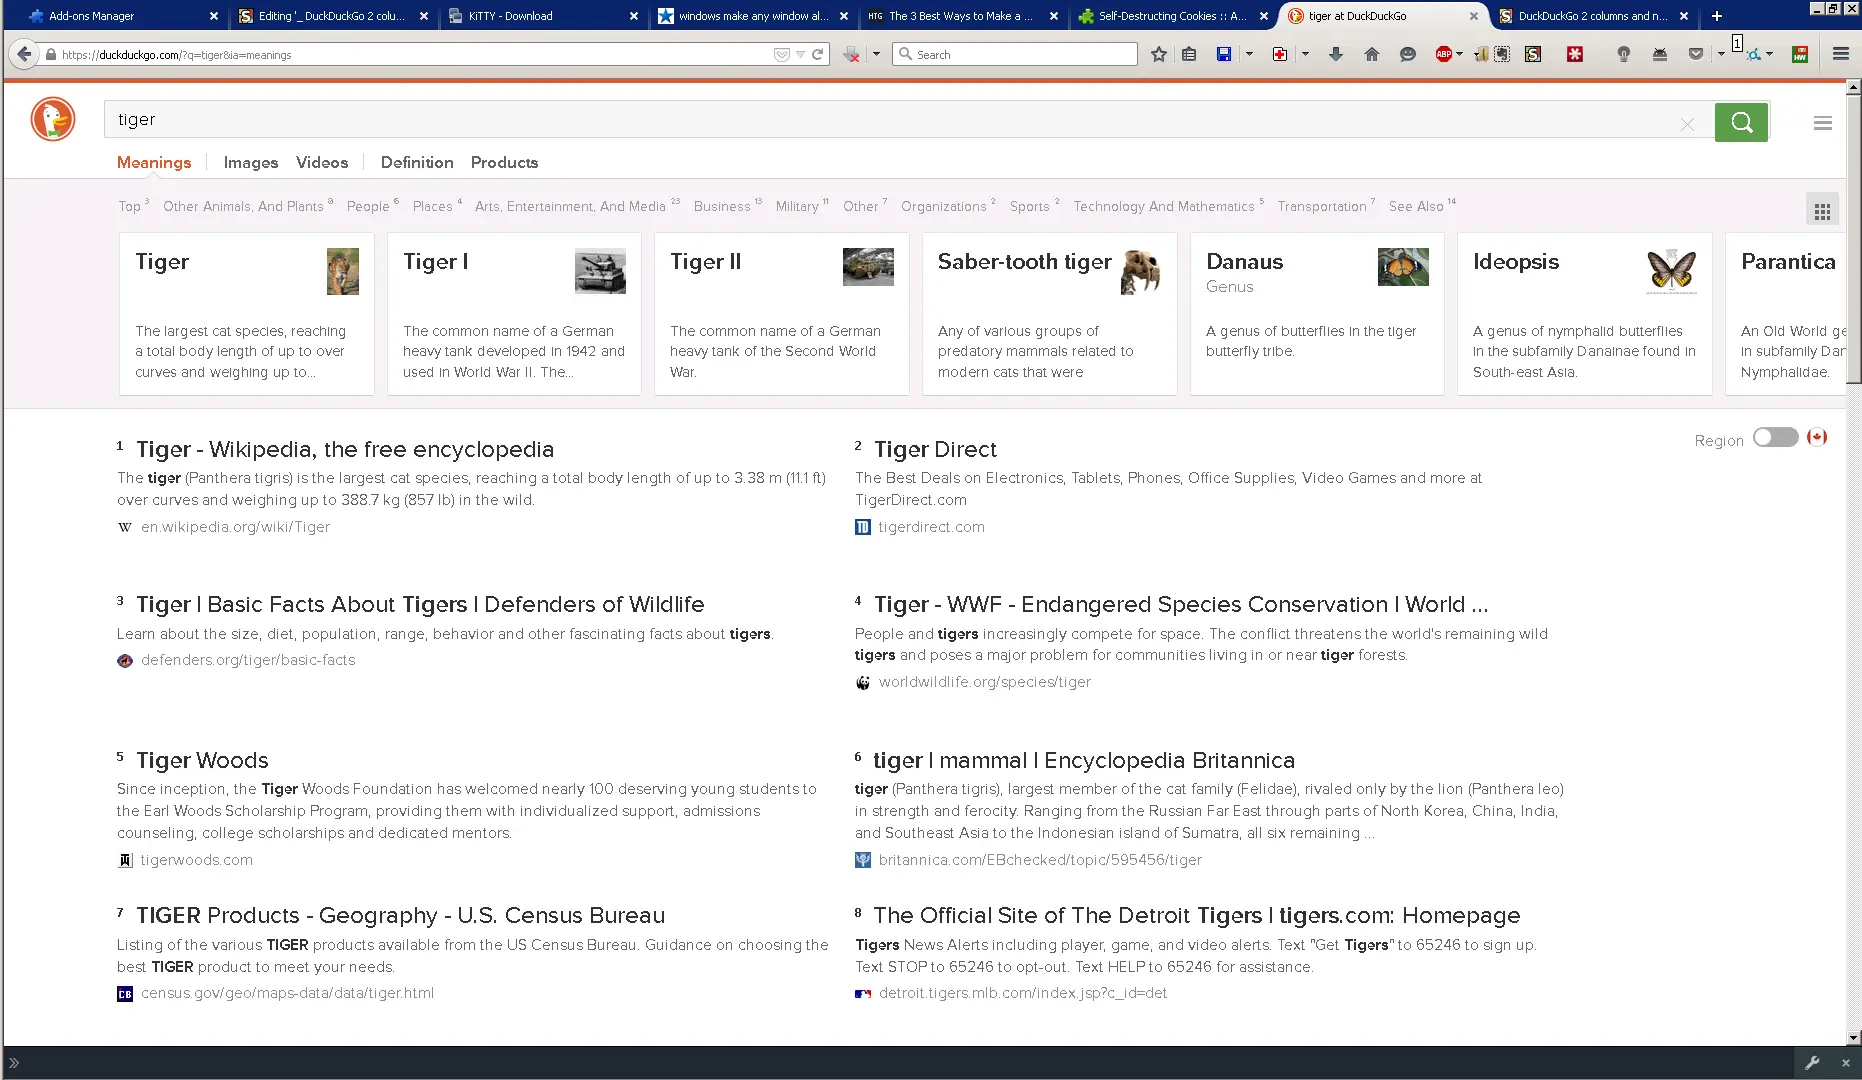 Add-ons Manager
Editing '_ DuckDuckGo 2 colu...
KiTTY - Download
windows make any window al...
HTG The 3 Best Ways to Make a ...
Self-Destructing Cookies :: A...
tiger at DuckDuckGo
DuckDuckGo 2 columns and n...
https://duckduckgo.com/?q=tiger&ia=meanings
Search
ABP
1
HW
tiger
Meanings
Images
Videos
Definition
Products
Top 3
Other Animals, And Plants 9
People 6
Places 4
Arts, Entertainment, And Media 23
Business 13
Military 11
Other 7
Organizations 2
Sports 2
Technology And Mathematics 5
Transportation 7
See Also 14
Tiger
The largest cat species, reaching
a total body length of up to over
curves and weighing up to...
Tiger I
The common name of a German
heavy tank developed in 1942 and
used in World War II. The...
Tiger II
The common name of a German
heavy tank of the Second World
War.
Saber-tooth tiger
Any of various groups of
predatory mammals related to
modern cats that were
Danaus
Genus
A genus of butterflies in the tiger
butterfly tribe.
Ideopsis
A genus of nymphalid butterflies
in the subfamily Danainae found in
South-east Asia.
Parantica
An Old World ge
in subfamily Dar
Nymphalidae.
Region
1 Tiger - Wikipedia, the free encyclopedia
The tiger (Panthera tigris) is the largest cat species, reaching a total body length of up to 3.38 m (11.1 ft)
over curves and weighing up to 388.7 kg (857 lb) in the wild.
W en.wikipedia.org/wiki/Tiger
2 Tiger Direct
The Best Deals on Electronics, Tablets, Phones, Office Supplies, Video Games and more at
TigerDirect.com
TD tigerdirect.com
3 Tiger | Basic Facts About Tigers | Defenders of Wildlife
Learn about the size, diet, population, range, behavior and other fascinating facts about tigers.
defenders.org/tiger/basic-facts
4 Tiger - WWF - Endangered Species Conservation | World ...
People and tigers increasingly compete for space. The conflict threatens the world's remaining wild
tigers and poses a major problem for communities living in or near tiger forests.
worldwildlife.org/species/tiger
5 Tiger Woods
Since inception, the Tiger Woods Foundation has welcomed nearly 100 deserving young students to
the Earl Woods Scholarship Program, providing them with individualized support, admissions
counseling, college scholarships and dedicated mentors.
tigerwoods.com
6 tiger | mammal | Encyclopedia Britannica
tiger (Panthera tigris), largest member of the cat family (Felidae), rivaled only by the lion (Panthera leo)
in strength and ferocity. Ranging from the Russian Far East through parts of North Korea, China, India,
and Southeast Asia to the Indonesian island of Sumatra, all six remaining ...
britannica.com/EBchecked/topic/595456/tiger
7 TIGER Products - Geography - U.S. Census Bureau
Listing of the various TIGER products available from the US Census Bureau. Guidance on choosing the
best TIGER product to meet your needs.
CB census.gov/geo/maps-data/data/tiger.html
8 The Official Site of The Detroit Tigers | tigers.com: Homepage
Tigers News Alerts including player, game, and video alerts. Text "Get Tigers" to 65246 to sign up.
Text STOP to 65246 to opt-out. Text HELP to 65246 for assistance.
detroit.tigers.mlb.com/index.jsp?c_id=det